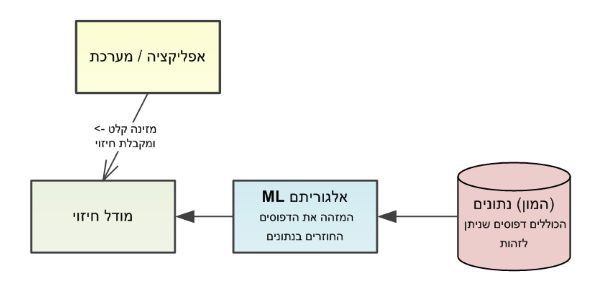 אפליקציה / מערכת
מזינה קלט ->
ומקבלת חיזוי
(המון) נתונים
הכוללים דפוסים שניתן
לזהות
אלגוריתם ML
המזהה את הדפוסים
החוזרים בנתונים
מודל חיזוי